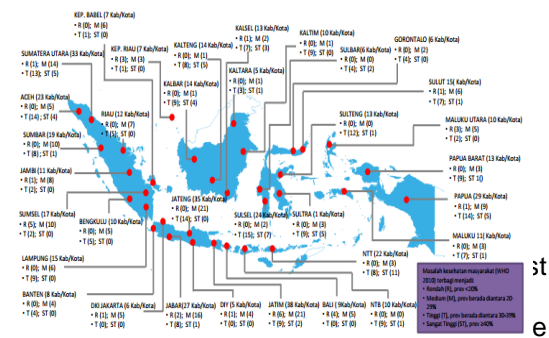 KEP. BABEL (7 Kab/Kota)
• R (0); M (6)
• T (1); ST (0)
SUMATERA UTARA (33 Kab/Kota)
• R (1); M (14)
• T (13); ST (5)
KEP. RIAU (7 Kab/Kota)
• R (3); M (3)
• T (1); ST (0)
KALTENG (14 Kab/Kota)
• R (0); M (1)
• T (8); ST (5)
KALSEL (13 Kab/Kota)
• R (1); M (2)
• T (7); ST (3)
KALTIM (10 Kab/Kota)
• R (0); M (1)
• T (9); ST (0)
SULBAR(6 Kab/Kota)
• R (0); M (0)
• T (4); ST (2)
GORONTALO (6 Kab/Kota)
• R (0); M (2)
• T (4); ST (0)
KALBAR (14 Kab/Kota)
• R (0); M (1)
• T (9); ST (4)
KALTARA (5 Kab/Kota)
• R (0); M (1)
• T (3); ST (1)
SULUT 15( Kab/Kota)
• R (1); M (6)
• T (7); ST (1)
ACEH (23 Kab/Kota)
• R (0); M (5)
• T (14); ST (4)
RIAU (12 Kab/Kota)
• R (0); M (7)
• T (5); ST (0)
SULTENG (13 Kab/Kota)
• R (0); M (0)
• T (12); ST (1)
MALUKU UTARA (10 Kab/Kota)
• R (3); M (5)
• T (2); ST (0)
SUMBAR (19 Kab/Kota)
• R (0); M (10)
• T (8); ST (1)
PAPUA BARAT (13 Kab/Kota)
• R (0); M (3)
• T (9); ST 1()
JAMBI (11 Kab/Kota)
• R (1); M (8)
• T (2); ST (0)
PAPUA (29 Kab/Kota)
• R (1); M (9)
• T (14); ST (5)
SUMSEL (17 Kab/Kota)
• R (5); M (10)
• T (2); ST (0)
BENGKULU (10 Kab/Kota)
• R (0); M (5)
• T (5); ST (0)
JATENG (35 Kab/Kota)
• R (0); M (21)
• T (14); ST (0)
SULSEL (24 Kab/Kota)
• R (0); M (2)
• T (15); ST (7)
SULTRA (1 Kab/Kota)
• R (0); M (3)
• T (9); ST (5)
MALUKU (11 Kab/Kota)
• R (0); M (3)
• T (7); ST (1)
LAMPUNG (15 Kab/Kota)
• R (0); M (6)
• T (9); ST (0)
NTT (22 Kab/Kota)
• R (0); M (3)
• T (8); ST (11)
BANTEN (8 Kab/Kota)
• R (0); M (4)
• T (4); ST (0)
DKI JAKARTA (6 Kab/Kota)
• R (1); M (5)
• T (0); ST (0)
JABAR(27 Kab/Kota)
• R (2); M (16)
• T (8); ST (1)
DIY (5 Kab/Kota)
• R (1); M (4)
• T (0); ST (0)
JATIM (38 Kab/Kota)
• R (6); M (21)
• T (9); ST (2)
BALI ( 9Kab/Kota)
• R (4); M (5)
• T (0); ST (0)
NTB (10 Kab/Kota)
• R (0); M (0)
• T (9); ST (1)
Masalah kesehatan masyarakat (WHO
2010) terbagi menjadi:
• Rendah (R), prev <20%
• Medium (M), prev berada diantara 20-
29%
• Tinggi (T), prev berada diantara 30-39%
• Sangat Tinggi (ST), prev ≥40%
st
e